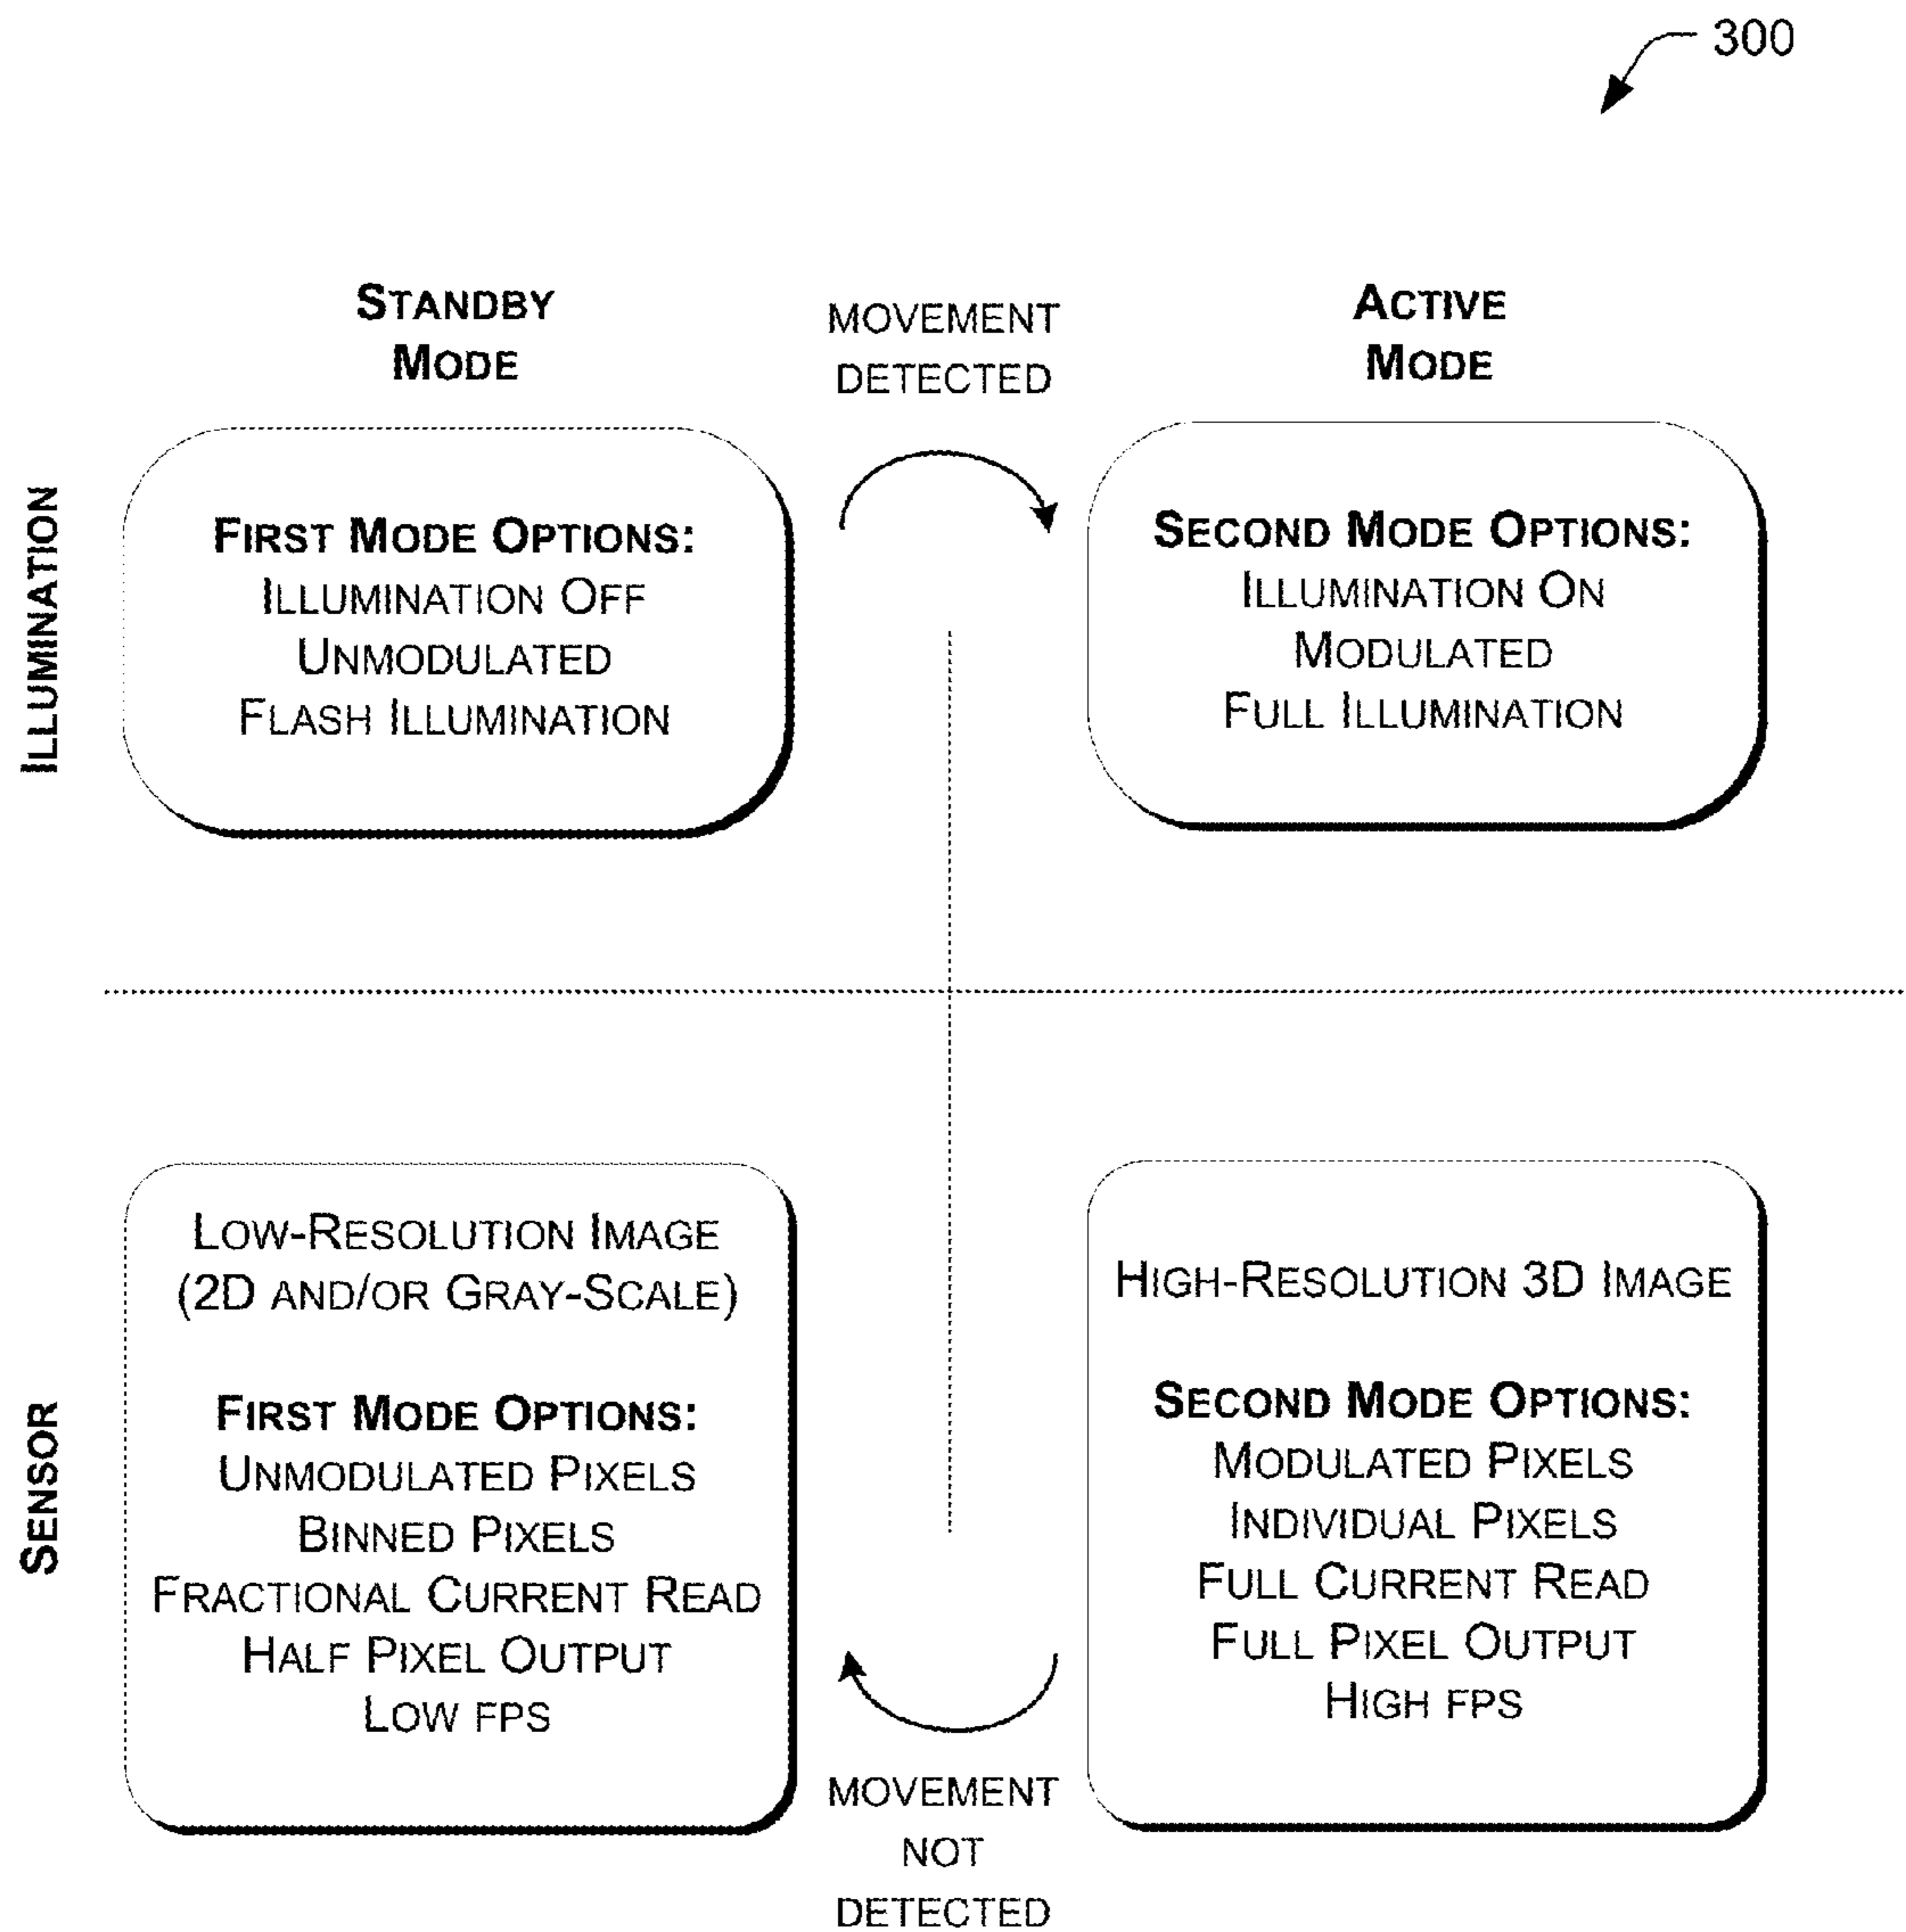 300
STANDBY
MODE
MOVEMENT
DETECTED
ACTIVE
MODE
ILLUMINATION
FIRST MODE OPTIONS:
ILLUMINATION OFF
UNMODULATED
FLASH ILLUMINATION
SECOND MODE OPTIONS:
ILLUMINATION ON
MODULATED
FULL ILLUMINATION
SENSOR
LOW-RESOLUTION IMAGE
(2D AND/OR GRAY-SCALE)
FIRST MODE OPTIONS:
UNMODULATED PIXELS
BINNED PIXELS
FRACTIONAL CURRENT READ
HALF PIXEL OUTPUT
LOW FPS
HIGH-RESOLUTION 3D IMAGE
SECOND MODE OPTIONS:
MODULATED PIXELS
INDIVIDUAL PIXELS
FULL CURRENT READ
FULL PIXEL OUTPUT
HIGH FPS
MOVEMENT
NOT
DETECTED